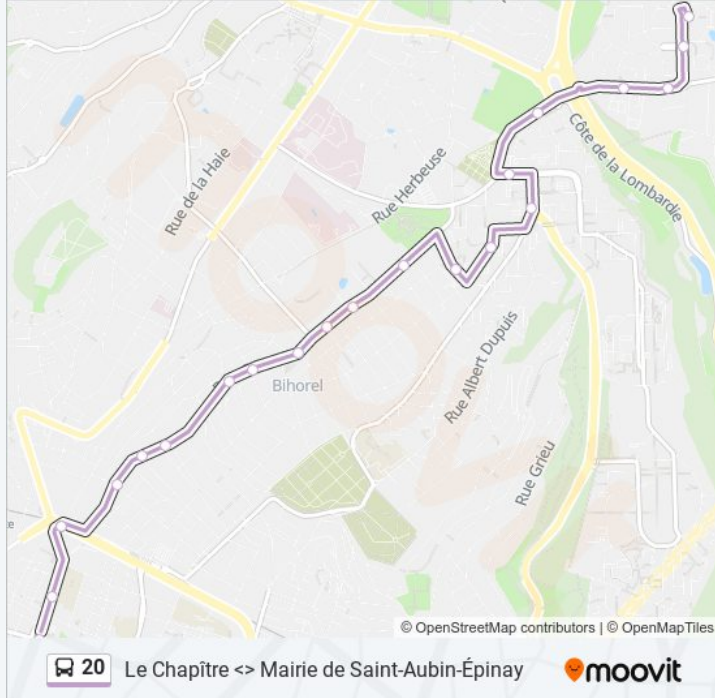 Rue de la Haie
Rue Herbeuse
Côte de la Lombardie
Bihorel
Rue Albert Dupuis
Rue Grieu
© OpenStreetMap contributors | © OpenMapTiles
20 Le Chapître <> Mairie de Saint-Aubin-Épinay
moovit